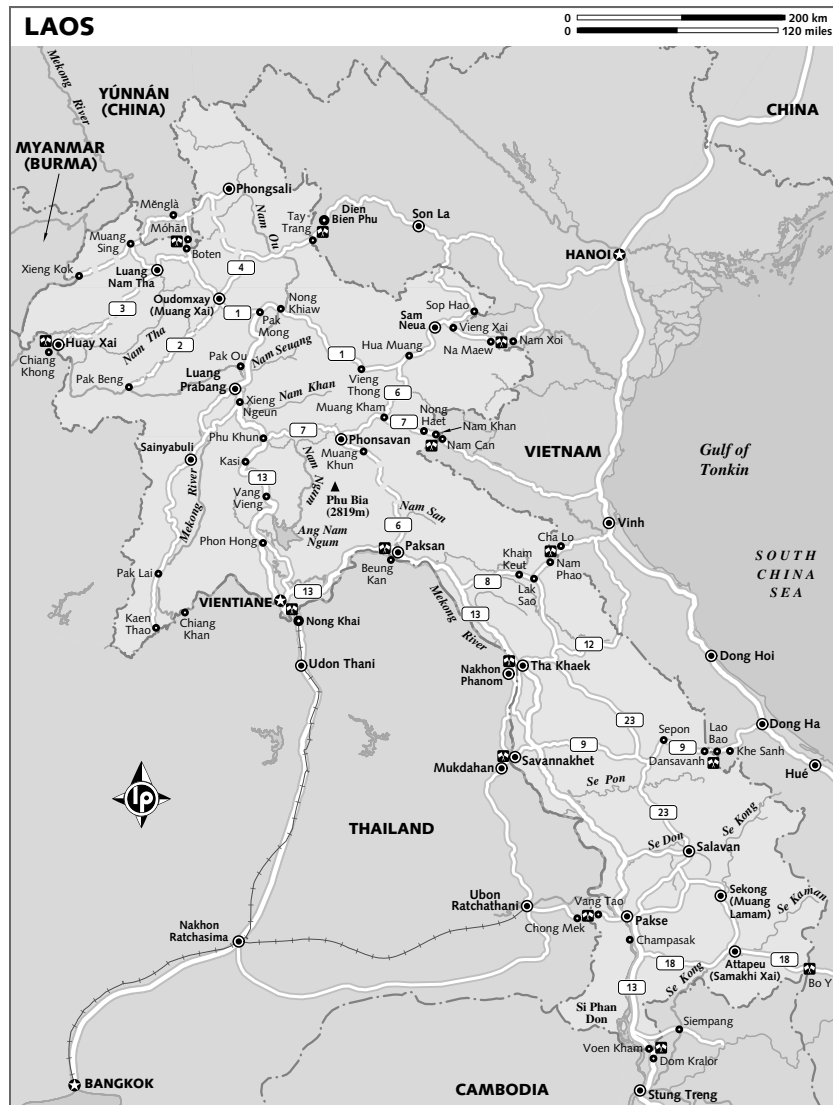 LAOS
0 200 km
0 120 miles
Mekong
River
YÚNNÁN
(CHINA)
CHINA
MYANMAR
(BURMA)
Phongsali
Ménglà
Móhān
Boten
Nam Ou
Tay
Trang
Dien
Bien Phu
Son La
Muang
Sing
Xieng Kok
Luang
Nam Tha
HANOI
4
Oudomxay
(Muang Xai)
Nong
Khiaw
3
1
Pak
Mong
Sop Hao
Sam
Neua
Vieng Xai
Na Maew
Nam Xoi
Huay Xai
Chiang
Khong
Nam Tha
2
Nam Seuang
Pak Ou
1
Hua Muang
Pak Beng
Luang
Prabang
Vieng
Thong
Xieng
Ngeun
Nam Khan
6
Muang Kham
Nong
Haet
7
Nam Khan
Nam Can
Phu Khun
7
Phonsavan
VIETNAM
Gulf of
Tonkin
Sainyabuli
Kasi
Muang
Khun
13
Nam
Ngum
Mekong
River
Vang
Vieng
Phu Bia
(2819m)
Nam San
6
Vinh
Ang Nam
Ngum
Phon Hong
Paksan
Cha Lo
Kham
Keut
Nam
Phao
SOUTH
CHINA
SEA
Beung
Kan
Pak Lai
8
Lak
Sao
13
VIENTIANE
Nong Khai
Mekong
River
13
Kaen
Thao
Chiang
Khan
12
Udon Thani
Nakhon
Phanom
Tha Khaek
Dong Hoi
23
Sepon
Lao
Bao
Dong Ha
9
9
Dansavanh
Khe Sanh
Savannakhet
Mukdahan
Hué
Se Pon
lp
23
Se Kong
THAILAND
Se Don
Salavan
Sekong
(Muang
Lamam)
Se Kaman
Ubon
Ratchathani
Vang Tao
Chong Mek
Pakse
Nakhon
Ratchasima
Champasak
18
Attapeu
(Samakhi Xai)
18
Bo Y
Se Kong
13
Si Phan
Don
Siempang
Voen Kham
Dom Kralor
BANGKOK
CAMBODIA
Stung Treng